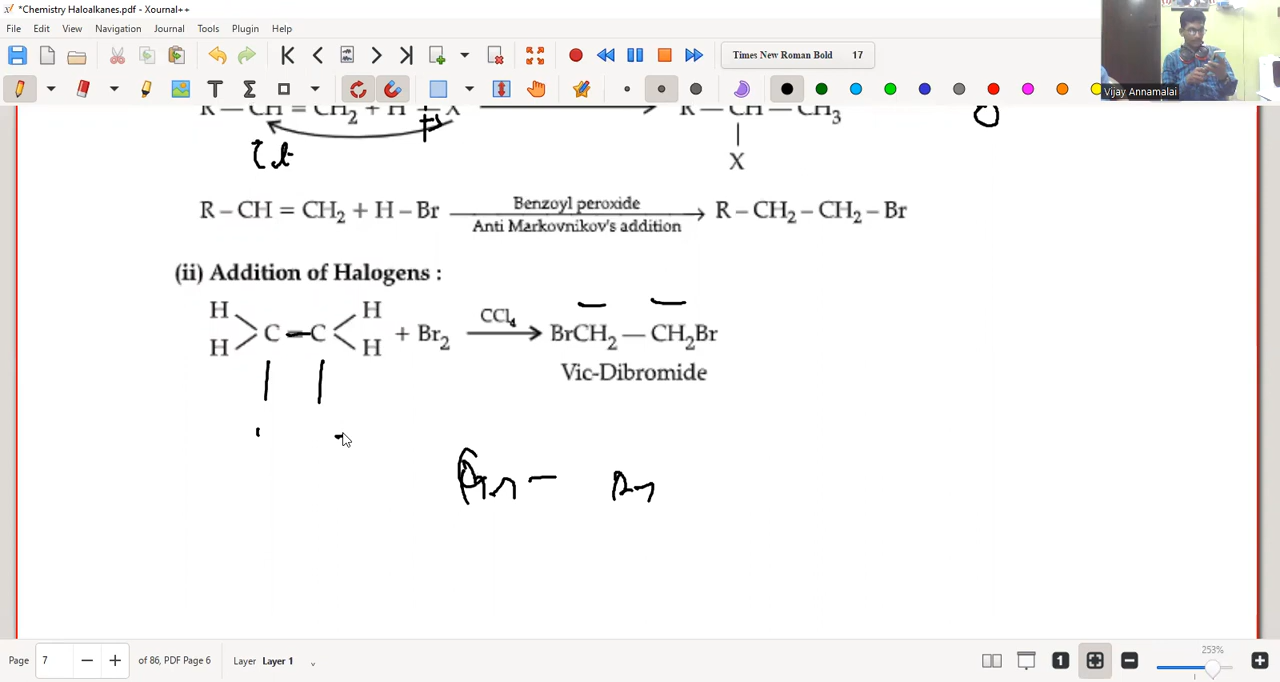 *Chemistry Haloalkanes.pdf - Xournal++
File Edit View Navigation Journal Tools Plugin Help
Times New Roman Bold 17
Vijay Annamalai
R – CH = CH₂ + H – X → R – CH – CH₃
X
R – CH = CH₂ + H – Br Benzoyl peroxide → R – CH₂ – CH₂ – Br
Anti Markovnikov's addition
(ii) Addition of Halogens :
H H
C = C + Br₂ CCl₄ → BrCH₂ — CH₂Br
H H
Vic-Dibromide
Page 7 of 86, PDF Page 6 Layer Layer 1 253%